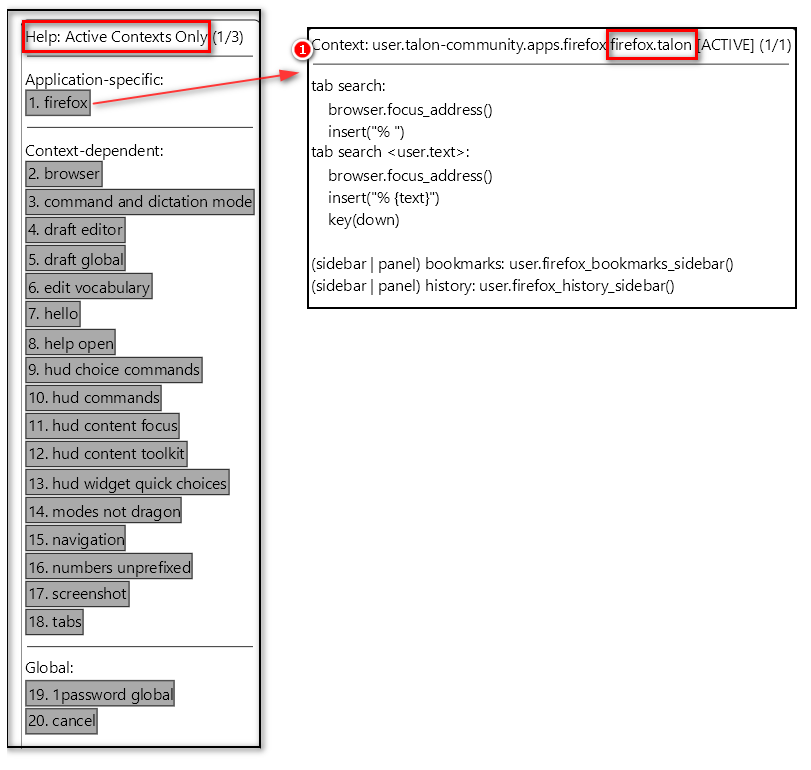 Help: Active Contexts Only (1/3)
Application-specific:
1. firefox
Context-dependent:
2. browser
3. command and dictation mode
4. draft editor
5. draft global
6. edit vocabulary
7. hello
8. help open
9. hud choice commands
10. hud commands
11. hud content focus
12. hud content toolkit
13. hud widget quick choices
14. modes not dragon
15. navigation
16. numbers unprefixed
17. screenshot
18. tabs
Global:
19. 1password global
20. cancel
1
Context: user.talon-community.apps.firefox.firefox.talon [ACTIVE] (1/1)
tab search:
browser.focus_address()
insert("% ")
tab search <user.text>:
browser.focus_address()
insert("% {text}")
key(down)
(sidebar | panel) bookmarks: user.firefox_bookmarks_sidebar()
(sidebar | panel) history: user.firefox_history_sidebar()